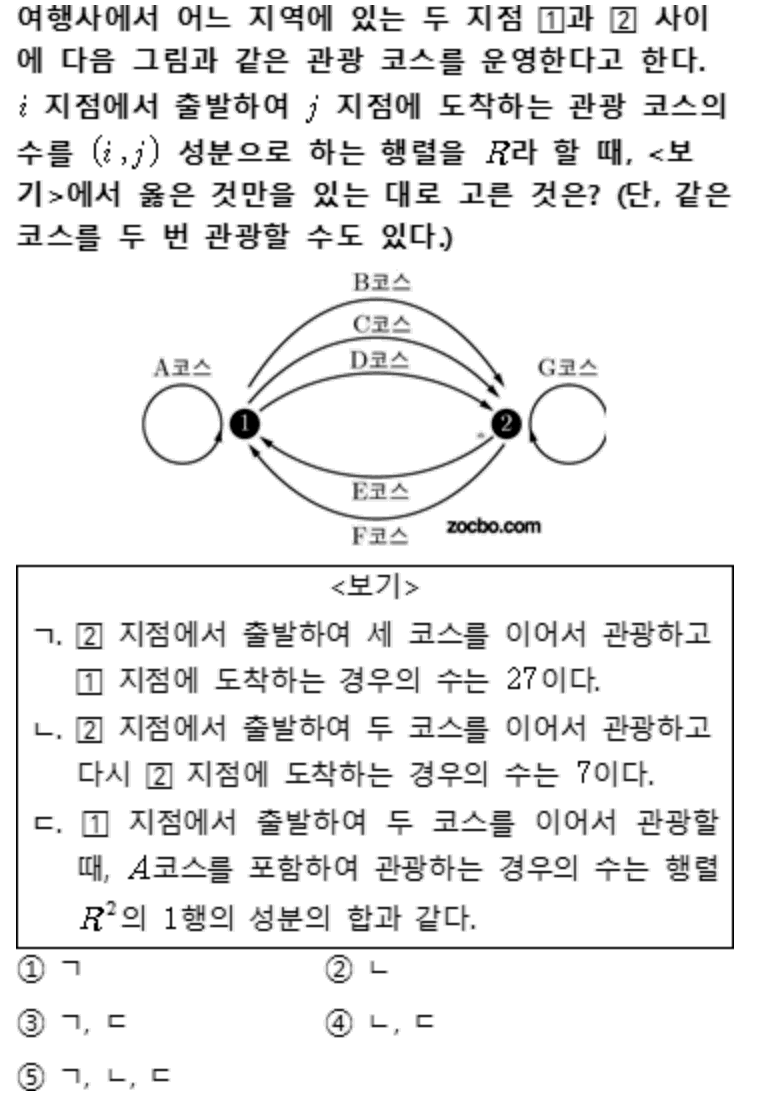 여행사에서 어느 지역에 있는 두 지점 1과 2 사이
에 다음 그림과 같은 관광 코스를 운영한다고 한다.
i 지점에서 출발하여 j 지점에 도착하는 관광 코스의
수를 (i,j) 성분으로 하는 행렬을 R라 할 때, <보
기>에서 옳은 것만을 있는 대로 고른 것은? (단, 같은
코스를 두 번 관광할 수도 있다.)
B코스
C코스
D코스
A코스
G코스
1
2
E코스
F코스
zocbo.com
<보기>
ㄱ. 2 지점에서 출발하여 세 코스를 이어서 관광하고
1 지점에 도착하는 경우의 수는 27이다.
ㄴ. 2 지점에서 출발하여 두 코스를 이어서 관광하고
다시 2 지점에 도착하는 경우의 수는 7이다.
ㄷ. 1 지점에서 출발하여 두 코스를 이어서 관광할
때, A코스를 포함하여 관광하는 경우의 수는 행렬
R²의 1행의 성분의 합과 같다.
① ㄱ ② ㄴ
③ ㄱ, ㄷ ④ ㄴ, ㄷ
⑤ ㄱ, ㄴ, ㄷ